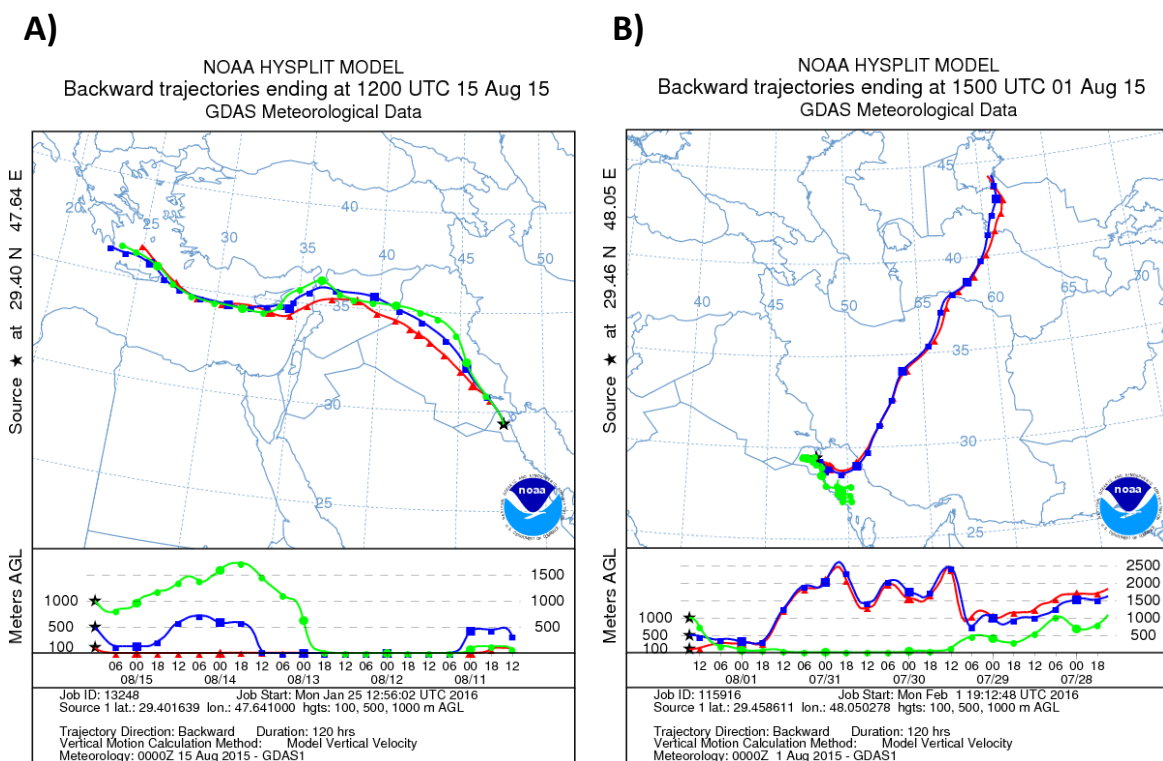 A)
NOAA HYSPLIT MODEL
Backward trajectories ending at 1200 UTC 15 Aug 15
GDAS Meteorological Data
Source ★ at 29.40 N 47.64 E
20
25
30
35
40
45
50
40
35
30
25
noaa
Meters AGL
1500
1000
1000
500
500
100
06 00 18 12 06 00 18 12 06 00 18 12 06 00 18 12 06 00 18 12
08/15 08/14 08/13 08/12 08/11
Job ID: 13248 Job Start: Mon Jan 25 12:56:02 UTC 2016
Source 1 lat.: 29.401639 lon.: 47.641000 hgts: 100, 500, 1000 m AGL
Trajectory Direction: Backward Duration: 120 hrs
Vertical Motion Calculation Method: Model Vertical Velocity
Meteorology: 0000Z 15 Aug 2015 - GDAS1
B)
NOAA HYSPLIT MODEL
Backward trajectories ending at 1500 UTC 01 Aug 15
GDAS Meteorological Data
Source ★ at 29.46 N 48.05 E
45
45
40
40
45
50
55
60
65
35
30
25
noaa
Meters AGL
2500
2000
1500
1000
1000
500
500
100
12 06 00 18 12 06 00 18 12 06 00 18 12 06 00 18 12 06 00 18
08/01 07/31 07/30 07/29 07/28
Job ID: 115916 Job Start: Mon Feb 1 19:12:48 UTC 2016
Source 1 lat.: 29.458611 lon.: 48.050278 hgts: 100, 500, 1000 m AGL
Trajectory Direction: Backward Duration: 120 hrs
Vertical Motion Calculation Method: Model Vertical Velocity
Meteorology: 0000Z 1 Aug 2015 - GDAS1